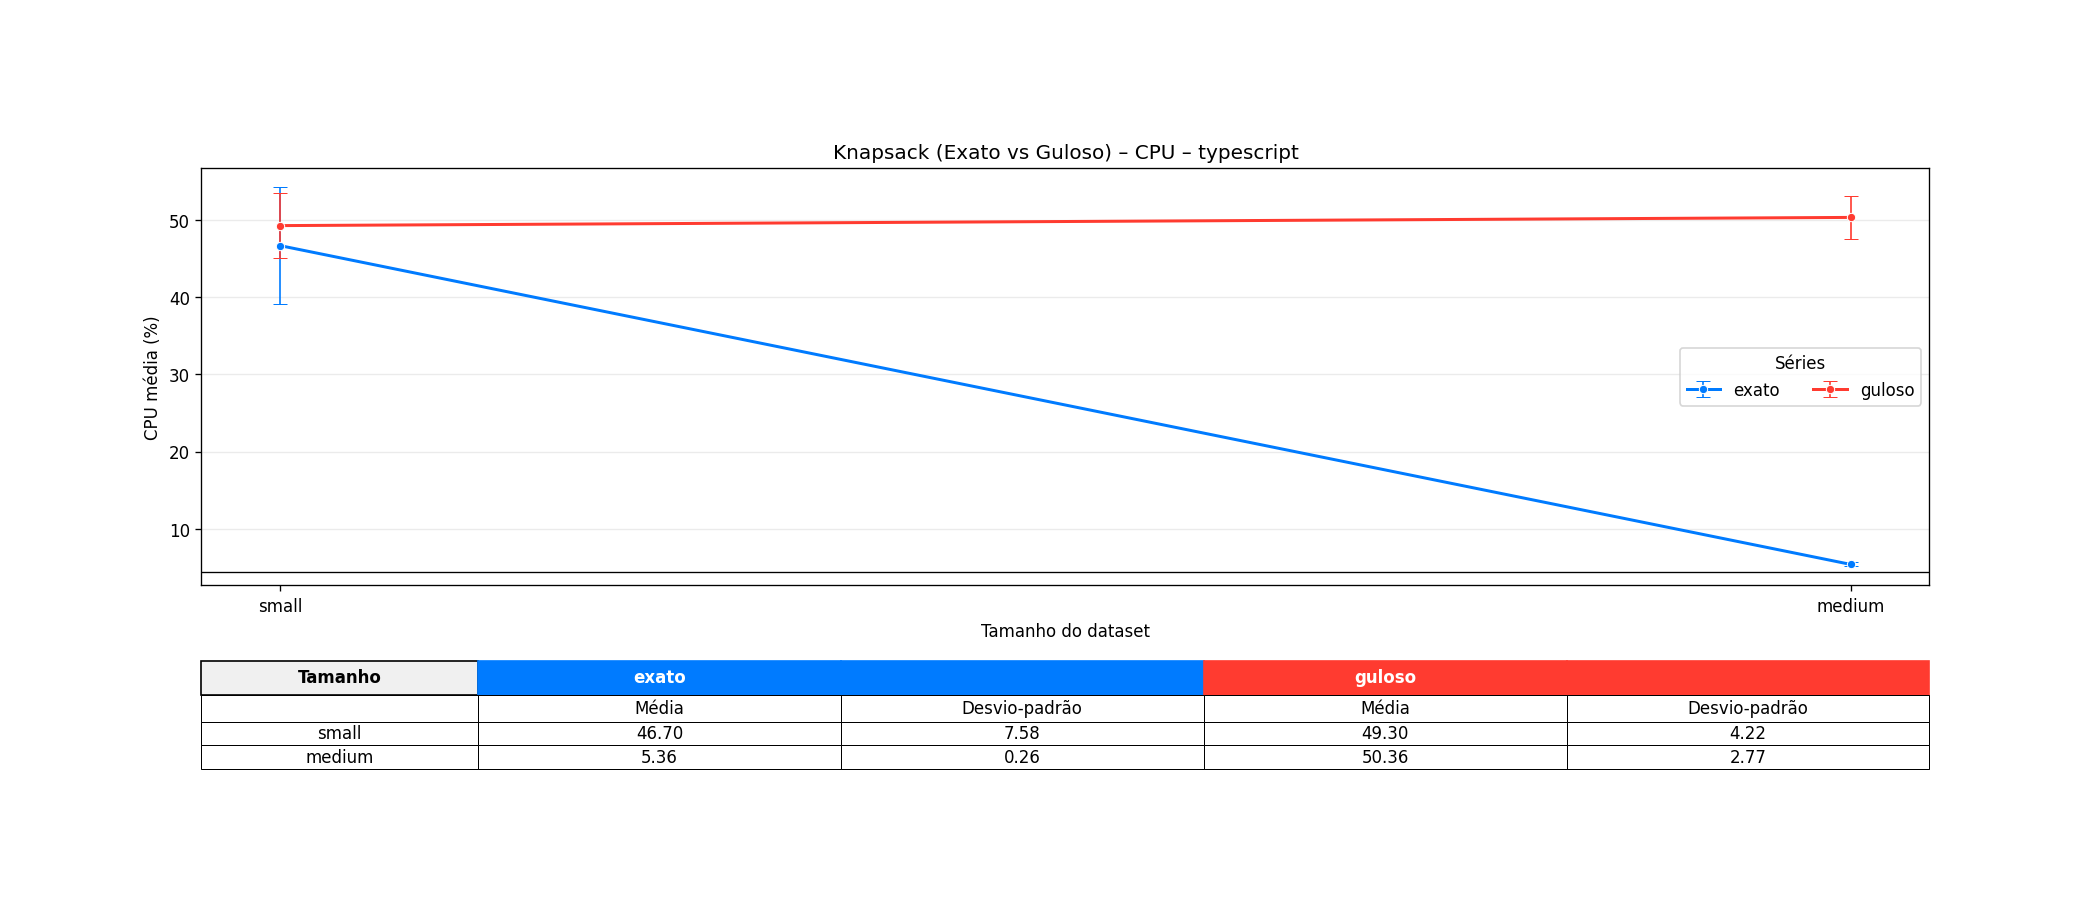 Knapsack (Exato vs Guloso) – CPU – typescript
CPU média (%)
50
40
30
20
10
Séries
exato guloso
small medium
Tamanho do dataset
Tamanho exato guloso
Média Desvio-padrão Média Desvio-padrão
small 46.70 7.58 49.30 4.22
medium 5.36 0.26 50.36 2.77